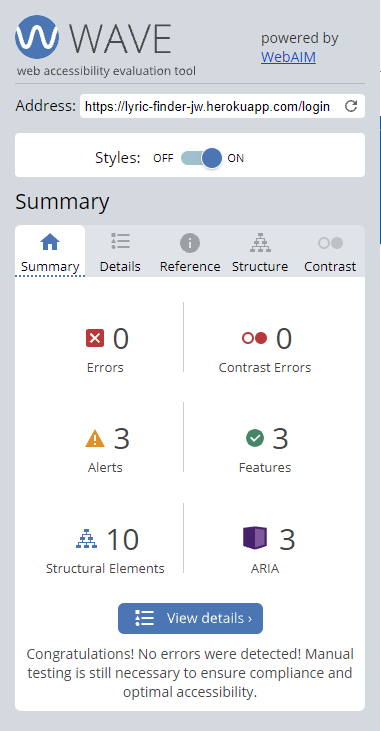 WAVE
web accessibility evaluation tool
powered by
WebAIM
Address: https://lyric-finder-jw.herokuapp.com/login
Styles: OFF ON
Summary
Summary Details Reference Structure Contrast
0
Errors
0
Contrast Errors
3
Alerts
3
Features
10
Structural Elements
3
ARIA
View details ›
Congratulations! No errors were detected! Manual
testing is still necessary to ensure compliance and
optimal accessibility.